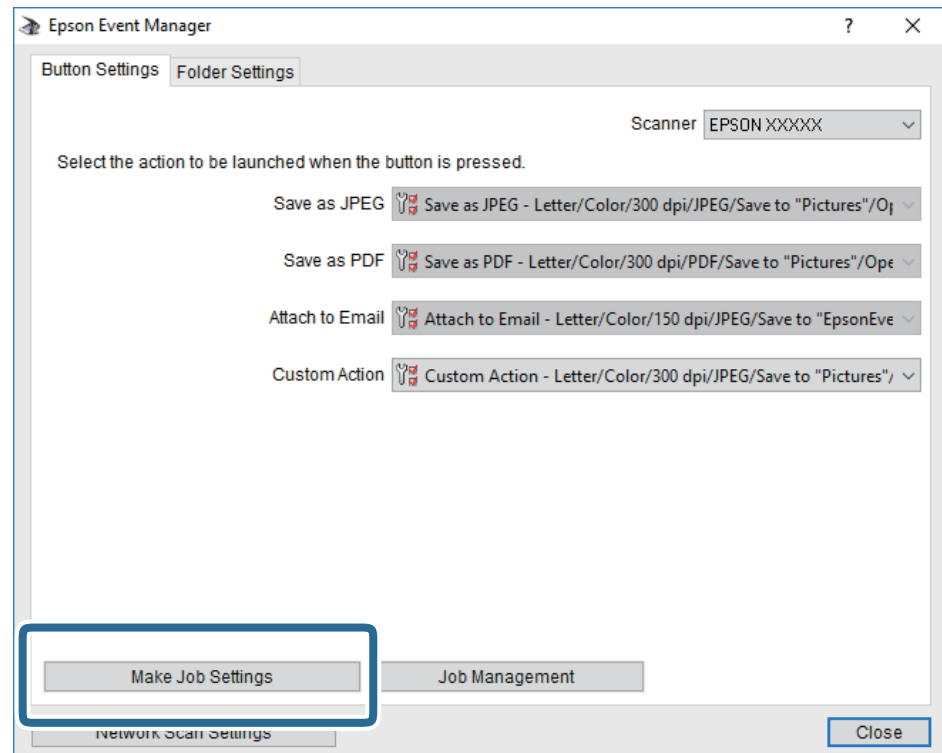 Epson Event Manager
Button Settings Folder Settings
Scanner EPSON XXXXX
Select the action to be launched when the button is pressed.
Save as JPEG Save as JPEG - Letter/Color/300 dpi/JPEG/Save to "Pictures"/Op
Save as PDF Save as PDF - Letter/Color/300 dpi/PDF/Save to "Pictures"/Ope
Attach to Email Attach to Email - Letter/Color/150 dpi/JPEG/Save to "EpsonEve
Custom Action Custom Action - Letter/Color/300 dpi/JPEG/Save to "Pictures"/
Make Job Settings Job Management
Network Scan Settings Close